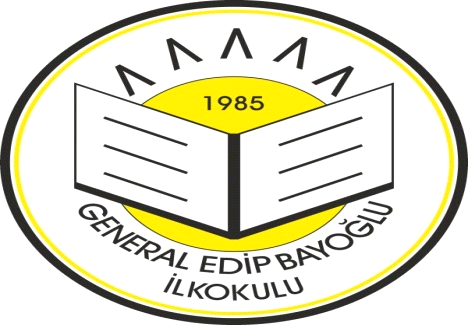 1985
GENERAL EDİP BAYOĞLU
İLKOKULU